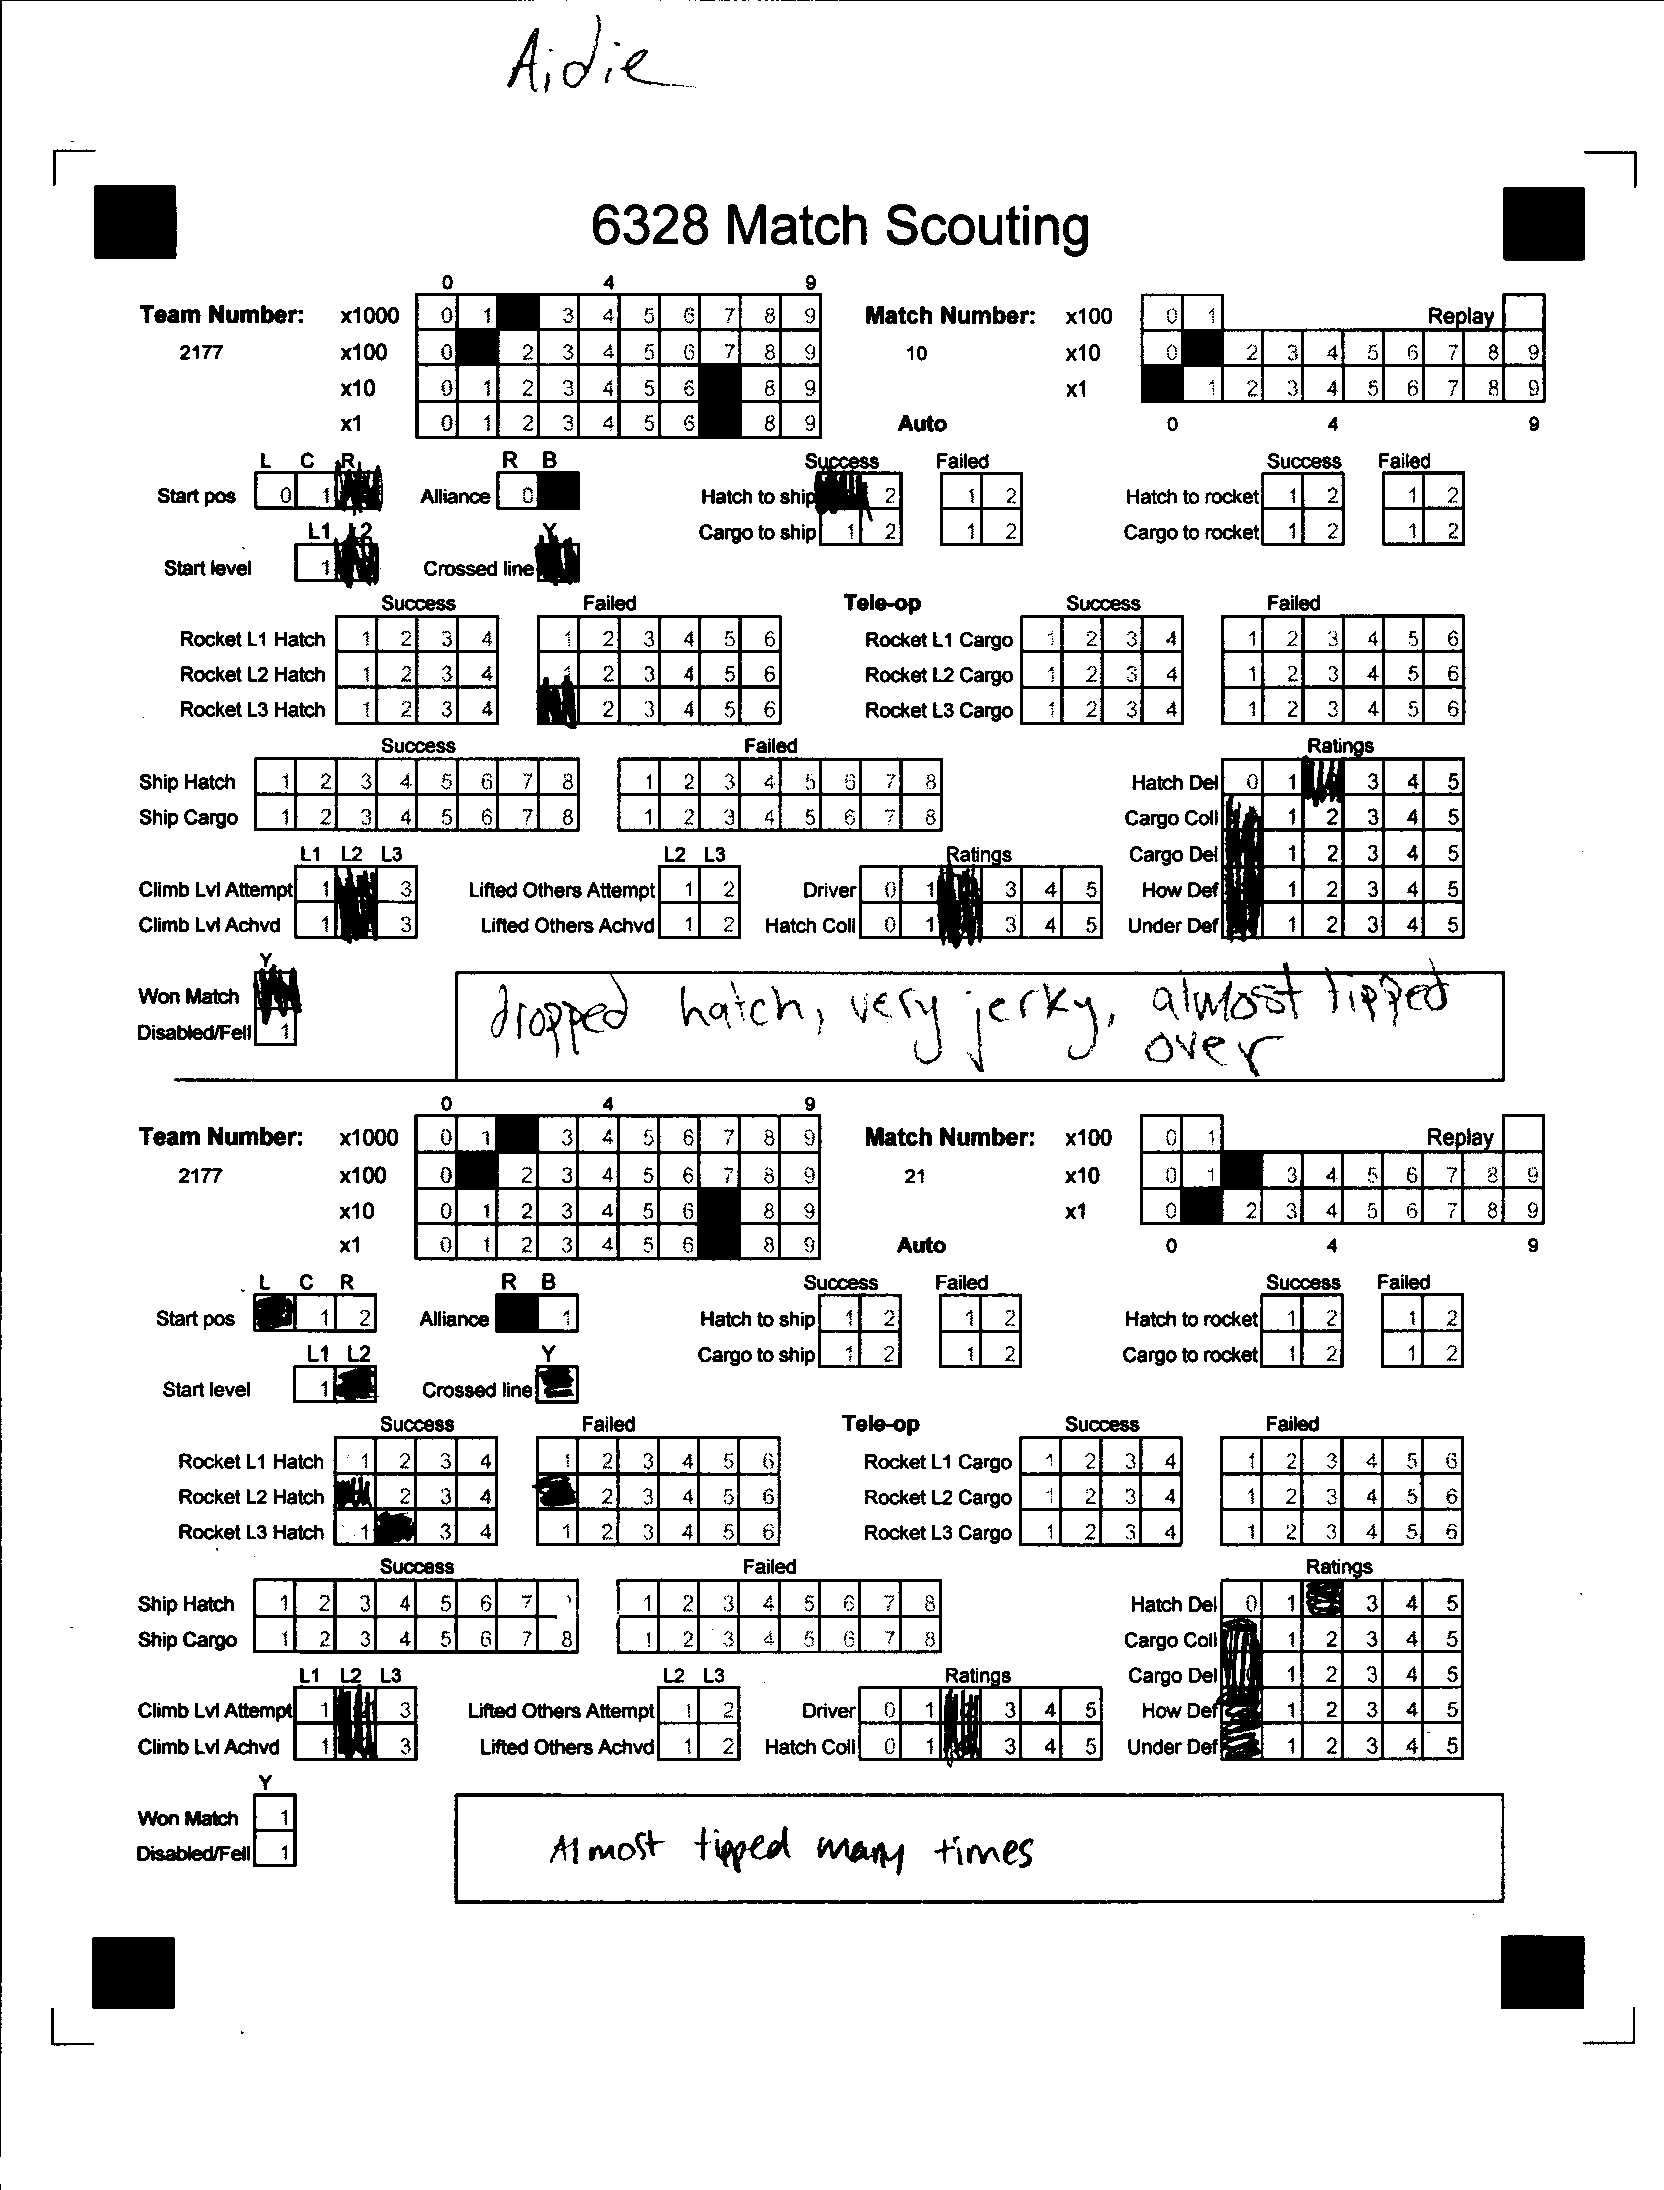 Aidie
6328 Match Scouting
0 4 9
Team Number: x1000 0 1 3 4 5 6 7 8 9 Match Number: x100 0 1 Replay
2177 x100 0 2 3 4 5 6 7 8 9 10 x10 0 2 3 4 5 6 7 8 9
x10 0 1 2 3 4 5 6 8 9 x1 1 2 3 4 5 6 7 8 9
x1 0 1 2 3 4 5 6 8 9 Auto 0 4 9
L C R R B Success Failed Success Failed
Start pos 0 1 Alliance 0 Hatch to ship 2 1 2 Hatch to rocket 1 2 1 2
L1 L2 Y Cargo to ship 1 2 1 2 Cargo to rocket 1 2 1 2
Start level 1 Crossed line
Success Failed Tele-op Success Failed
Rocket L1 Hatch 1 2 3 4 1 2 3 4 5 6 Rocket L1 Cargo 1 2 3 4 1 2 3 4 5 6
Rocket L2 Hatch 1 2 3 4 1 2 3 4 5 6 Rocket L2 Cargo 1 2 3 4 1 2 3 4 5 6
Rocket L3 Hatch 1 2 3 4 2 3 4 5 6 Rocket L3 Cargo 1 2 3 4 1 2 3 4 5 6
Success Failed Ratings
Ship Hatch 1 2 3 4 5 6 7 8 1 2 3 4 5 6 7 8 Hatch Del 0 1 3 4 5
Ship Cargo 1 2 3 4 5 6 7 8 1 2 3 4 5 6 7 8 Cargo Coll 1 2 3 4 5
L1 L2 L3 L2 L3 Ratings Cargo Del 1 2 3 4 5
Climb Lvl Attempt 1 3 Lifted Others Attempt 1 2 Driver 0 1 3 4 5 How Def 1 2 3 4 5
Climb Lvl Achvd 1 3 Lifted Others Achvd 1 2 Hatch Coll 0 1 3 4 5 Under Def 1 2 3 4 5
Y
Won Match
Disabled/Fell 1
dropped hatch, very jerky, almost tipped
over
0 4 9
Team Number: x1000 0 1 3 4 5 6 7 8 9 Match Number: x100 0 1 Replay
2177 x100 0 2 3 4 5 6 7 8 9 21 x10 0 1 3 4 5 6 7 8 9
x10 0 1 2 3 4 5 6 8 9 x1 0 2 3 4 5 6 7 8 9
x1 0 1 2 3 4 5 6 8 9 Auto 0 4 9
L C R R B Success Failed Success Failed
Start pos 1 2 Alliance 1 Hatch to ship 1 2 1 2 Hatch to rocket 1 2 1 2
L1 L2 Y Cargo to ship 1 2 1 2 Cargo to rocket 1 2 1 2
Start level 1 Crossed line
Success Failed Tele-op Success Failed
Rocket L1 Hatch 1 2 3 4 1 2 3 4 5 6 Rocket L1 Cargo 1 2 3 4 1 2 3 4 5 6
Rocket L2 Hatch 2 3 4 2 3 4 5 6 Rocket L2 Cargo 1 2 3 4 1 2 3 4 5 6
Rocket L3 Hatch 1 3 4 1 2 3 4 5 6 Rocket L3 Cargo 1 2 3 4 1 2 3 4 5 6
Success Failed Ratings
Ship Hatch 1 2 3 4 5 6 7 1 2 3 4 5 6 7 8 Hatch Del 0 1 3 4 5
Ship Cargo 1 2 3 4 5 6 7 8 1 2 3 4 5 6 7 8 Cargo Coll 1 2 3 4 5
L1 L2 L3 L2 L3 Ratings Cargo Del 1 2 3 4 5
Climb Lvl Attempt 1 3 Lifted Others Attempt 1 2 Driver 0 1 3 4 5 How Def 1 2 3 4 5
Climb Lvl Achvd 1 3 Lifted Others Achvd 1 2 Hatch Coll 0 1 3 4 5 Under Def 1 2 3 4 5
Y
Won Match 1
Disabled/Fell 1
Almost tipped many times